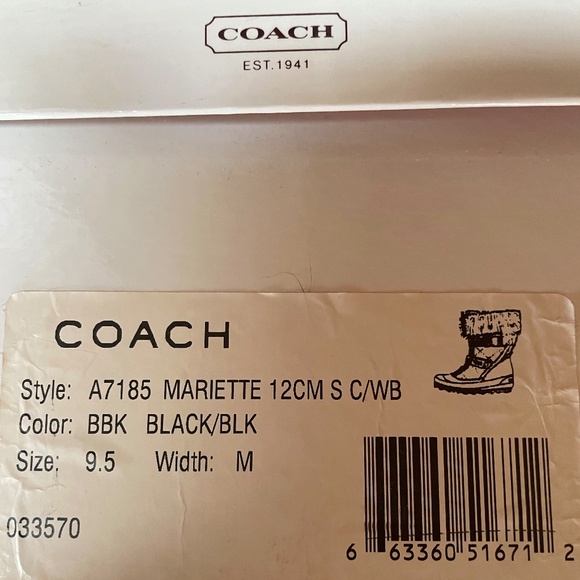 COACH
EST.1941
COACH
Style: A7185 MARIETTE 12CM S C/WB
Color: BBK BLACK/BLK
Size: 9.5 Width: M
033570
6 63360 51671 2